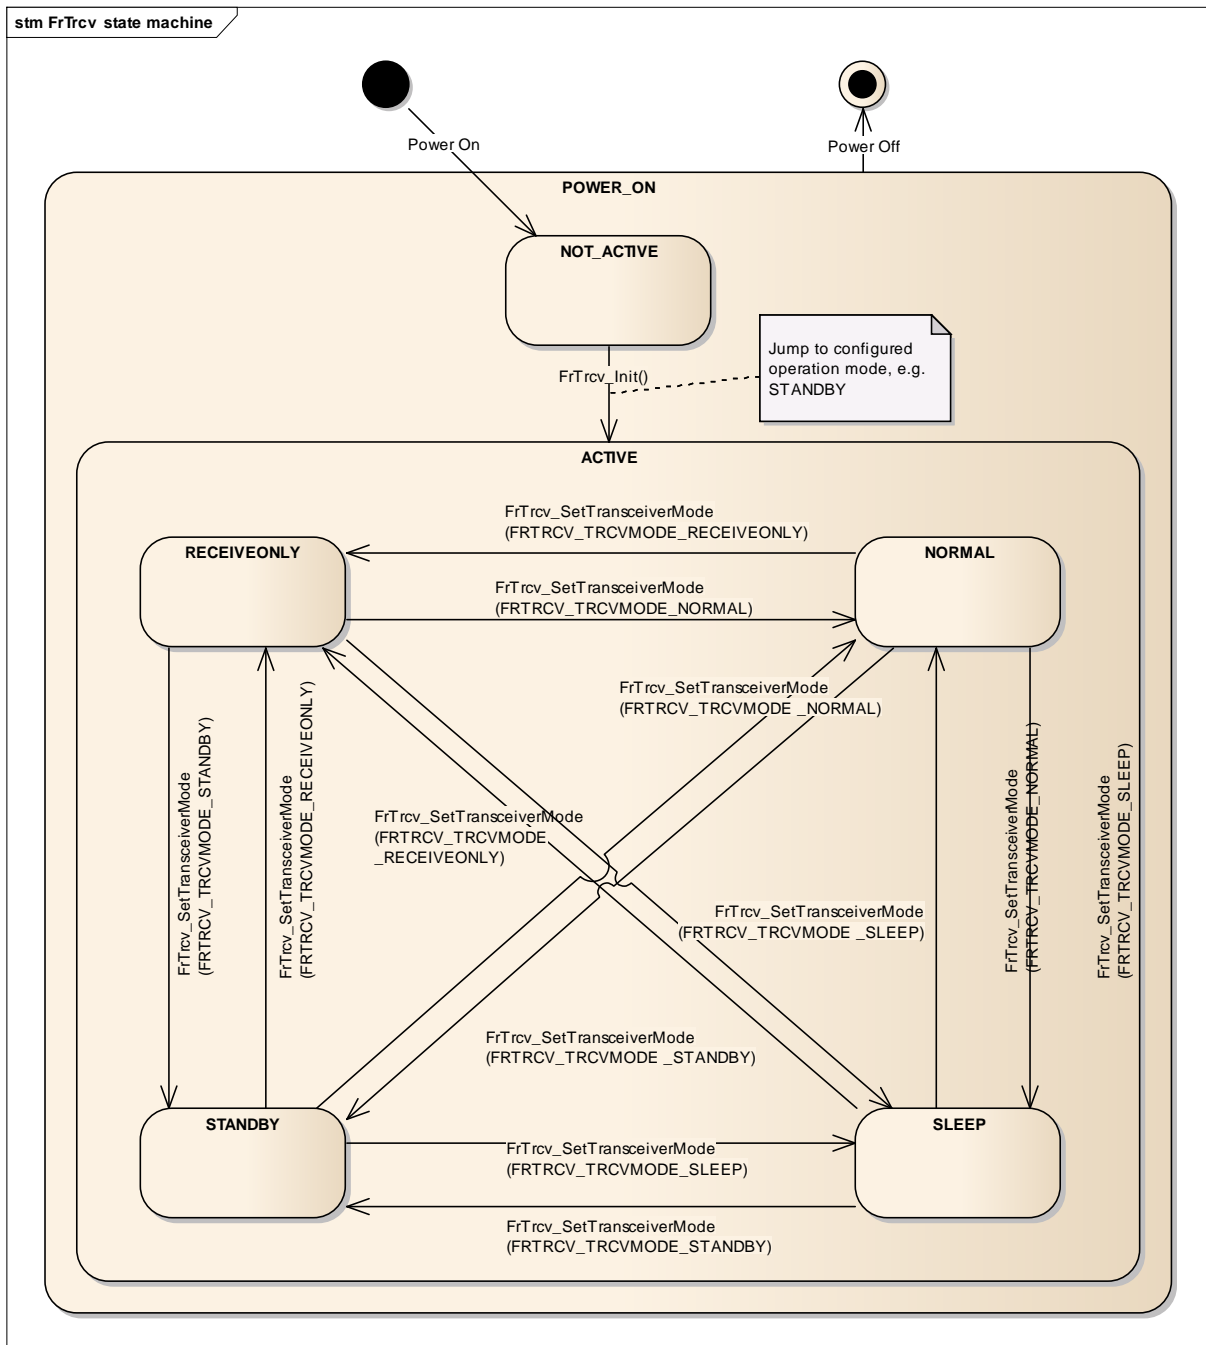 stm FrTrcv state machine
Power On
Power Off
POWER_ON
NOT_ACTIVE
Jump to configured
operation mode, e.g.
STANDBY
FrTrcv_Init()
ACTIVE
FrTrcv_SetTransceiverMode
(FRTRCV_TRCVMODE_RECEIVEONLY)
RECEIVEONLY
NORMAL
FrTrcv_SetTransceiverMode
(FRTRCV_TRCVMODE_NORMAL)
FrTrcv_SetTransceiverMode
(FRTRCV_TRCVMODE _NORMAL)
FrTrcv_SetTransceiverMode
(FRTRCV_TRCVMODE_STANDBY)
FrTrcv_SetTransceiverMode
(FRTRCV_TRCVMODE_RECEIVEONLY)
FrTrcv_SetTransceiverMode
(FRTRCV_TRCVMODE
_RECEIVEONLY)
FrTrcv_SetTransceiverMode
(FRTRCV_TRCVMODE_NORMAL)
FrTrcv_SetTransceiverMode
(FRTRCV_TRCVMODE_SLEEP)
FrTrcv_SetTransceiverMode
(FRTRCV_TRCVMODE _SLEEP)
FrTrcv_SetTransceiverMode
(FRTRCV_TRCVMODE _STANDBY)
STANDBY
SLEEP
FrTrcv_SetTransceiverMode
(FRTRCV_TRCVMODE_SLEEP)
FrTrcv_SetTransceiverMode
(FRTRCV_TRCVMODE_STANDBY)